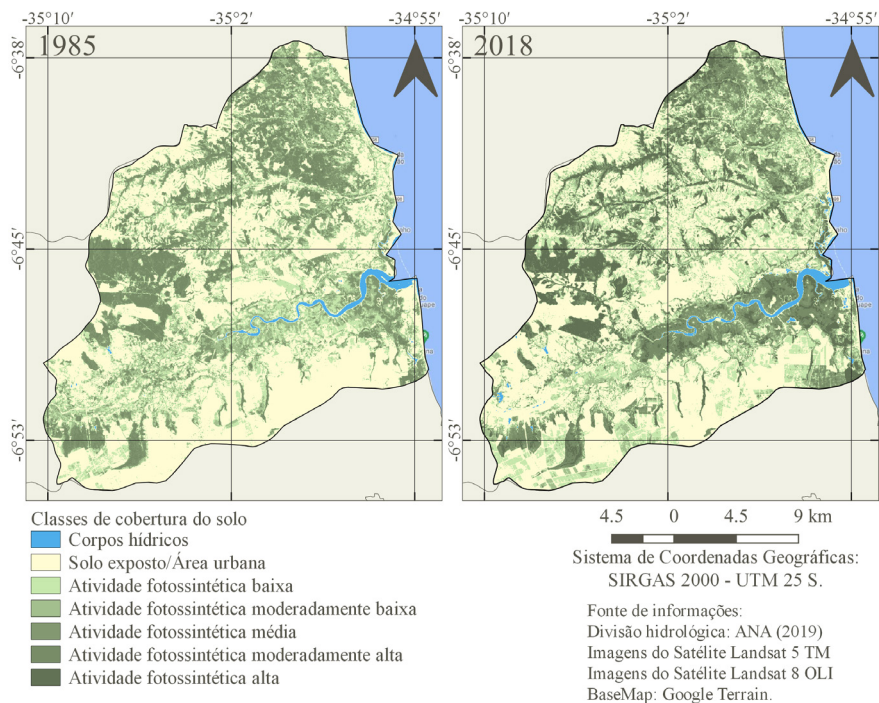 -35°10' -35°2' -34°55' -35°10' -35°2' -34°55'
1985
2018
-6°38' -6°38'
-6°45' -6°45'
-6°53' -6°53'
Classes de cobertura do solo
Corpos hídricos
Solo exposto/Área urbana
Atividade fotossintética baixa
Atividade fotossintética moderadamente baixa
Atividade fotossintética média
Atividade fotossintética moderadamente alta
Atividade fotossintética alta
4.5 0 4.5 9 km
Sistema de Coordenadas Geográficas:
SIRGAS 2000 - UTM 25 S.
Fonte de informações:
Divisão hidrológica: ANA (2019)
Imagens do Satélite Landsat 5 TM
Imagens do Satélite Landsat 8 OLI
BaseMap: Google Terrain.